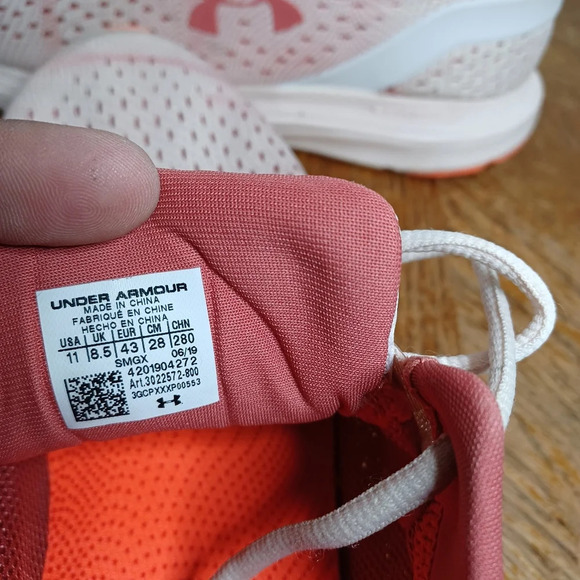 UNDER ARMOUR
MADE IN CHINA
FABRIQUÉ EN CHINE
HECHO EN CHINA
USA | UK | EUR | CM | CHN
11 | 8.5 | 43 | 28 | 280
SMGX 06/19
4201904272
Art.3022572-800
3GCPXXXP00553